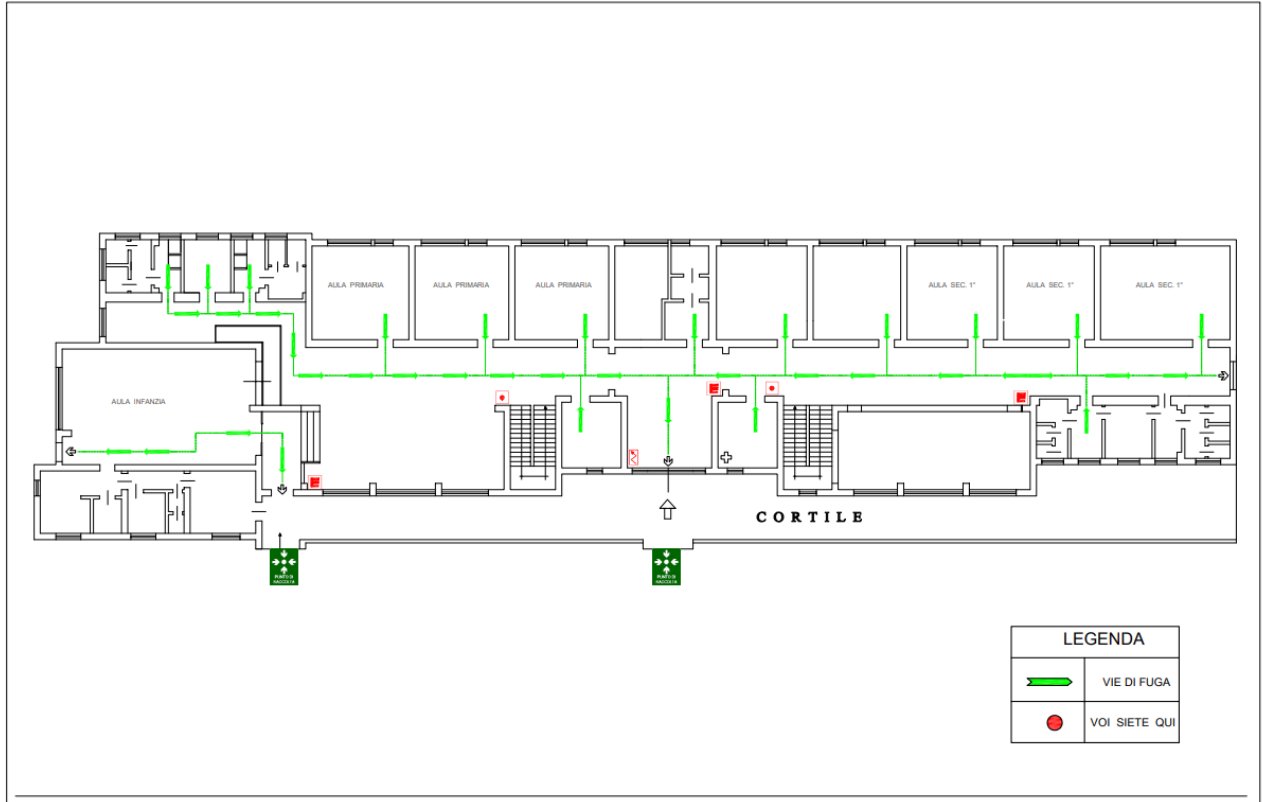 AULA PRIMARIA
AULA PRIMARIA
AULA PRIMARIA
AULA SEC. 1°
AULA SEC. 1°
AULA SEC. 1°
AULA INFANZIA
CORTILE
PUNTO DI
RACCOLTA
PUNTO DI
RACCOLTA
LEGENDA
VIE DI FUGA
VOI SIETE QUI